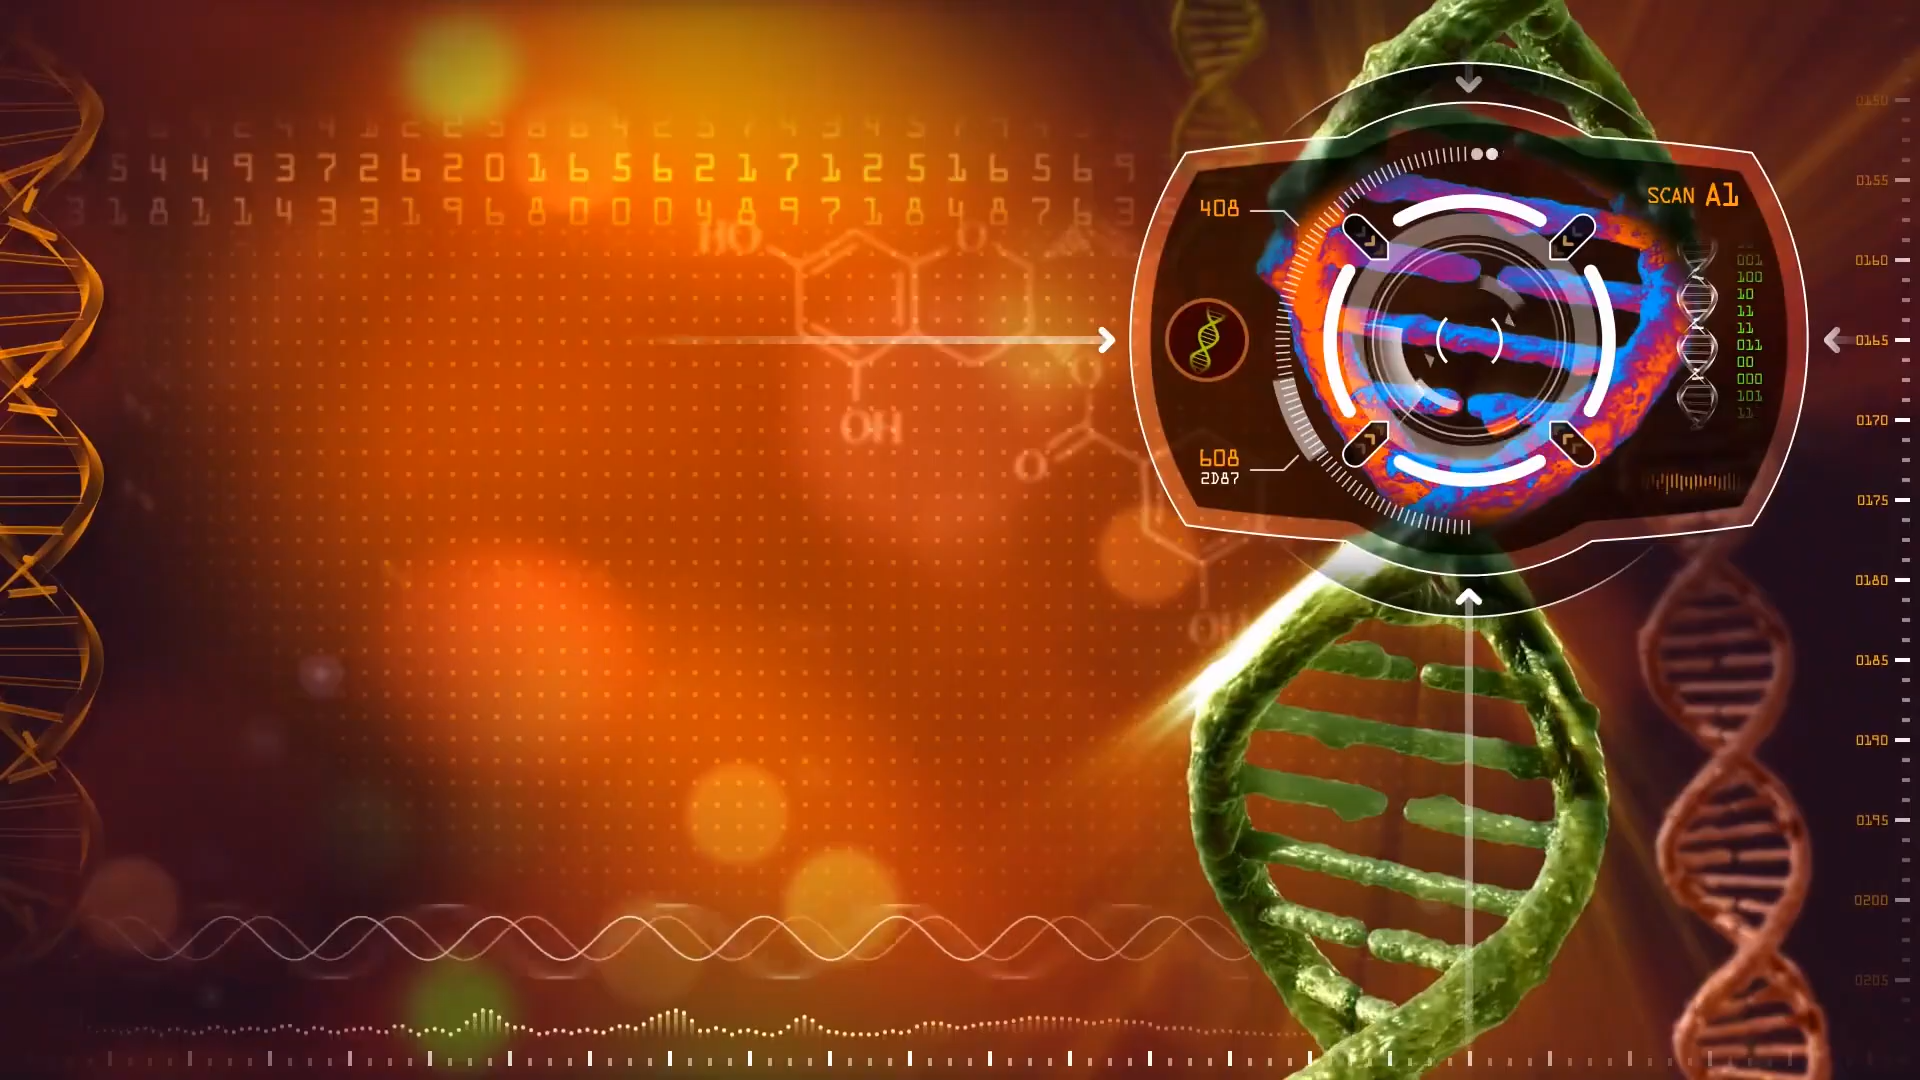 5 4 4 9 3 7 2 6 2 0 1 6 5 6 2 1 7 1 2 5 1 6 5 6 9
3 1 8 1 1 4 3 3 1 9 6 8 0 0 0 4 8 9 7 1 8 4 8 7 6 3
HO
O
OH
O
O
OH
408
SCAN A1
608
2D87
001
100
10
11
11
011
00
000
101
11
0150
0155
0160
0165
0170
0175
0180
0185
0190
0195
0200
0205